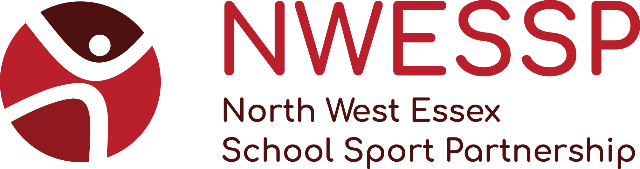 NWESSP
North West Essex
School Sport Partnership